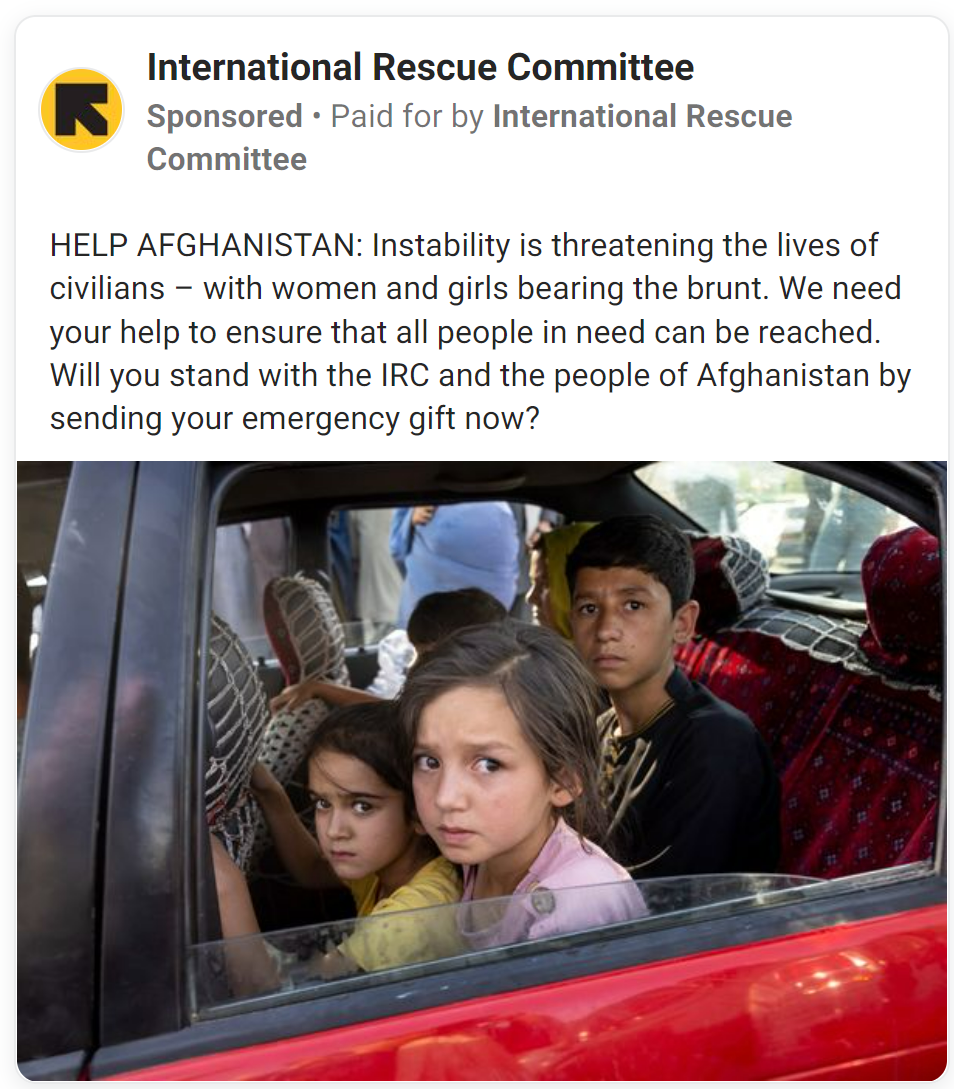 International Rescue Committee
Sponsored • Paid for by International Rescue
Committee
HELP AFGHANISTAN: Instability is threatening the lives of
civilians – with women and girls bearing the brunt. We need
your help to ensure that all people in need can be reached.
Will you stand with the IRC and the people of Afghanistan by
sending your emergency gift now?